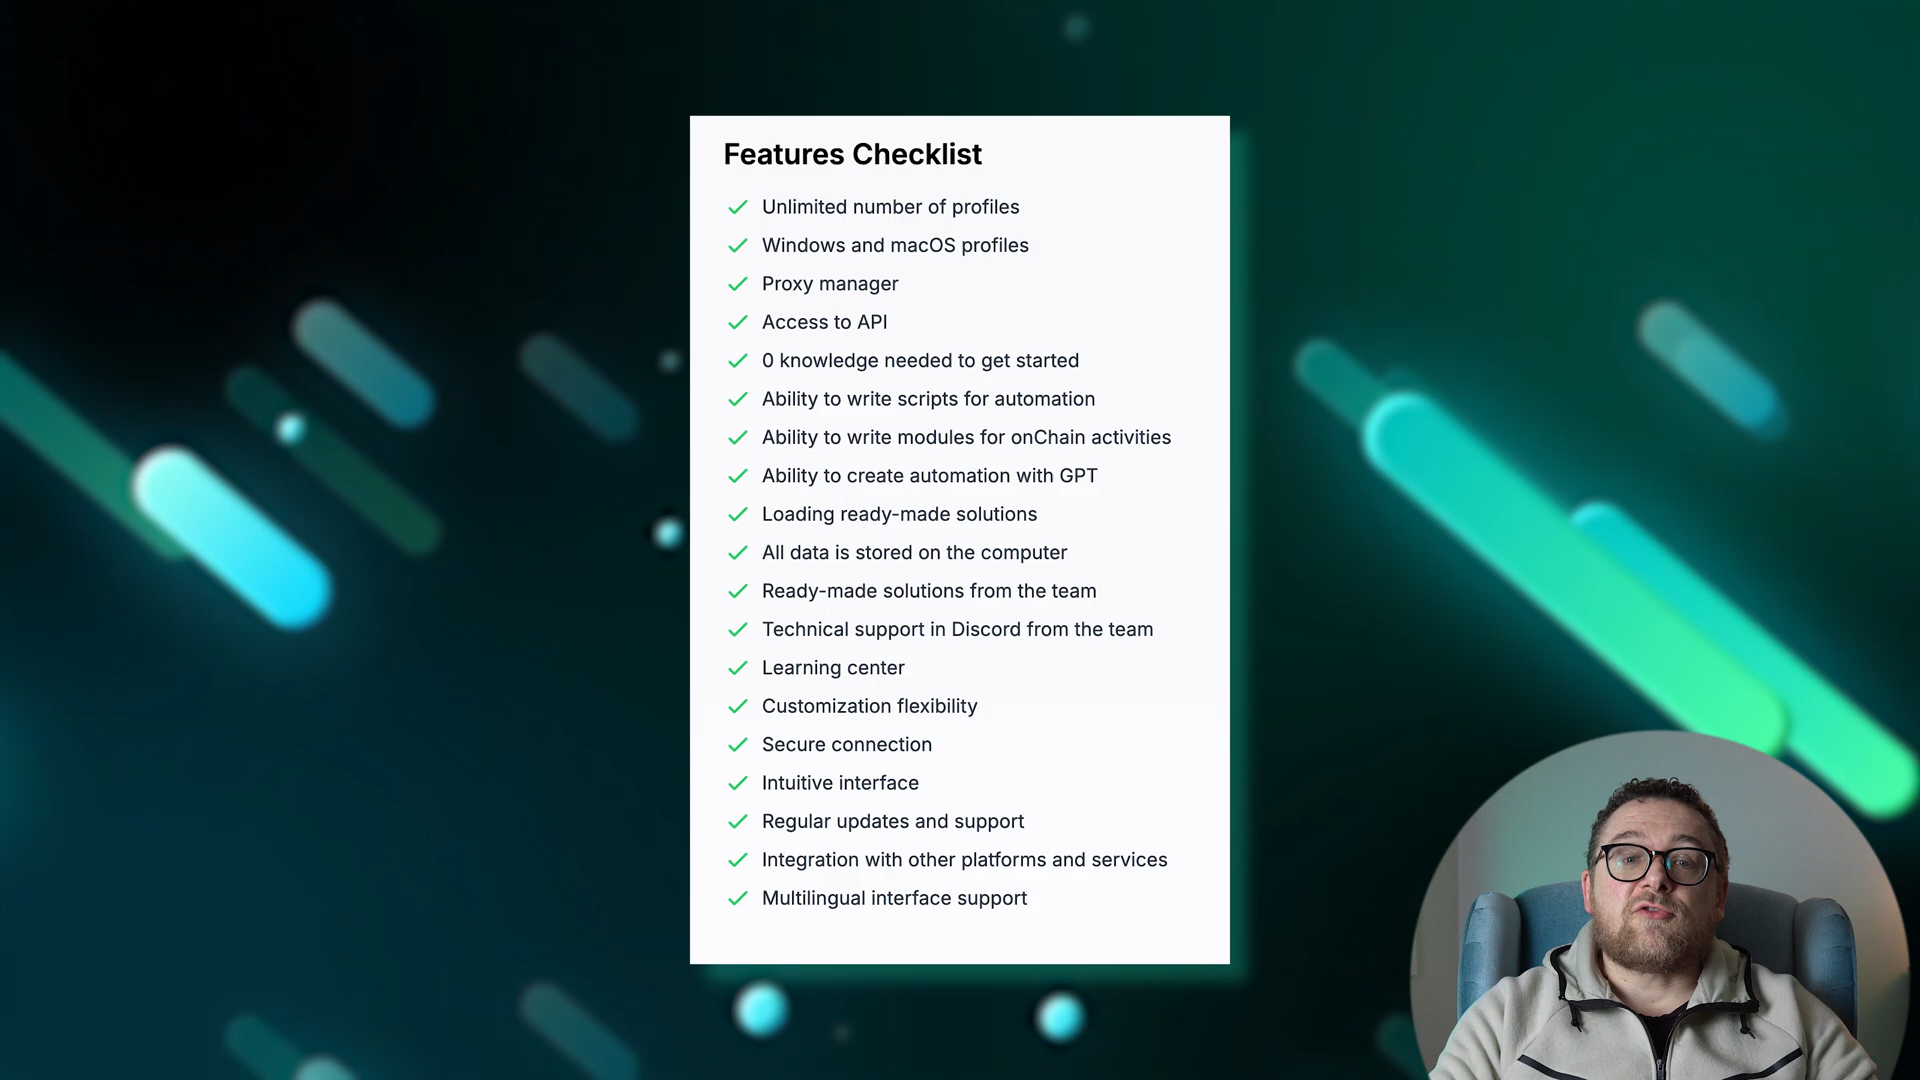 Features Checklist
Unlimited number of profiles
Windows and macOS profiles
Proxy manager
Access to API
0 knowledge needed to get started
Ability to write scripts for automation
Ability to write modules for onChain activities
Ability to create automation with GPT
Loading ready-made solutions
All data is stored on the computer
Ready-made solutions from the team
Technical support in Discord from the team
Learning center
Customization flexibility
Secure connection
Intuitive interface
Regular updates and support
Integration with other platforms and services
Multilingual interface support